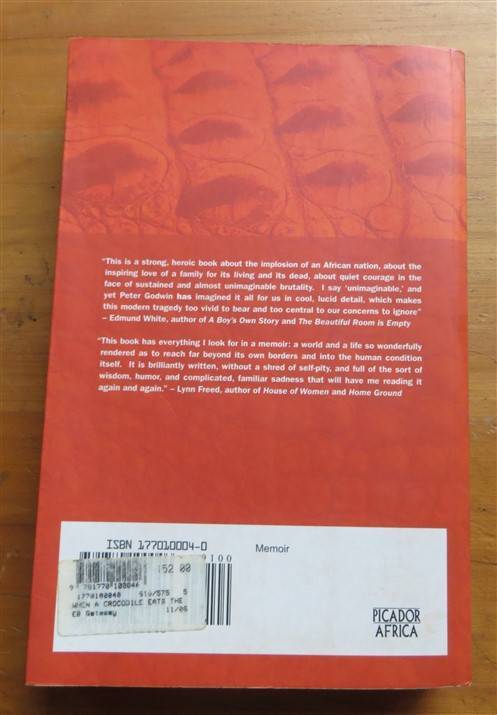 "This is a strong, heroic book about the implosion of an African nation, about the
inspiring love of a family for its living and its dead, about quiet courage in the
face of sustained and almost unimaginable brutality. I say 'unimaginable,' and
yet Peter Godwin has imagined it all for us in cool, lucid detail, which makes
this modern tragedy too vivid to bear and too central to our concerns to ignore"
– Edmund White, author of A Boy's Own Story and The Beautiful Room Is Empty
"This book has everything I look for in a memoir: a world and a life so wonderfully
rendered as to reach far beyond its own borders and into the human condition
itself. It is brilliantly written, without a shred of self-pity, and full of the sort of
wisdom, humor, and complicated, familiar sadness that will have me reading it
again and again." – Lynn Freed, author of House of Women and Home Ground
ISBN 177010004-0
Memoir
WHEN A CROCODILE EATS THE
11/06
PICADOR
AFRICA